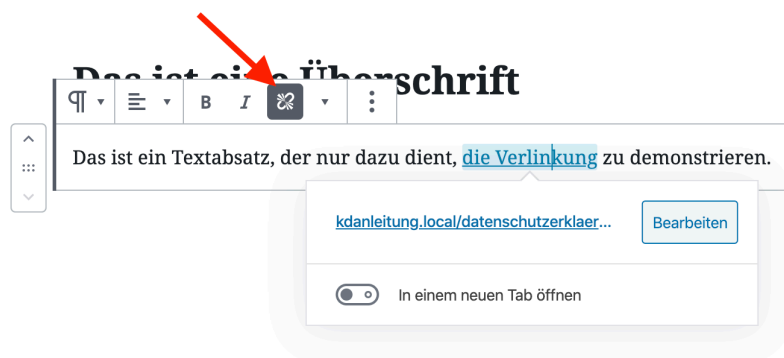 Das ist eine Überschrift
B I
Das ist ein Textabsatz, der nur dazu dient, die Verlinkung zu demonstrieren.
kdanleitung.local/datenschutzerklaer...
Bearbeiten
In einem neuen Tab öffnen